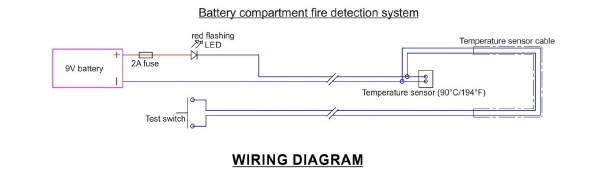 Battery compartment fire detection system
red flashing
LED
Temperature sensor cable
+
2A fuse
9V battery
Temperature sensor (90°C/194°F)
Test switch
WIRING DIAGRAM